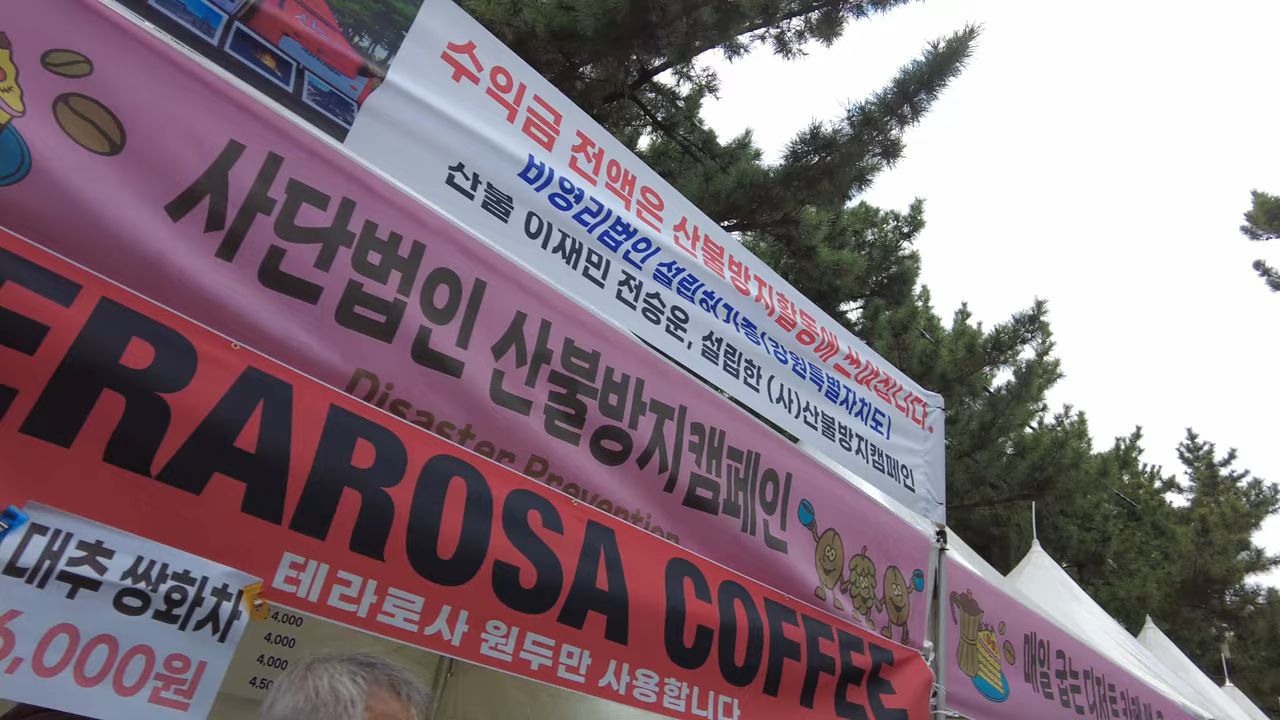 수익금 전액은 산불방지활동에 쓰여집니다.
비영리법인 설립허가증(강원특별자치도)
산불 이재민 전승운, 설립한 (사)산불방지캠페인
사단법인 산불방지캠페인
Disaster Prevention
ERAROSA COFFEE
테라로사 원두만 사용합니다
대추 쌍화차
6,000원
4,000
4,000
4,000
4,50
매일 굽는 디저트